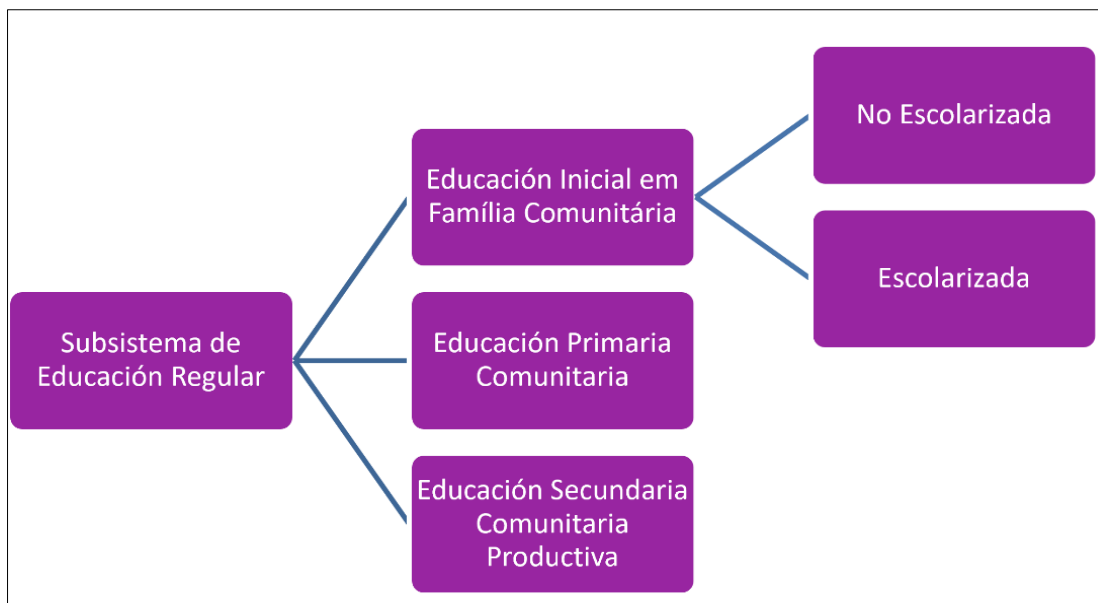 Subsistema de
Educación Regular
Educación Inicial em
Família Comunitária
No Escolarizada
Escolarizada
Educación Primaria
Comunitaria
Educación Secundaria
Comunitaria
Productiva